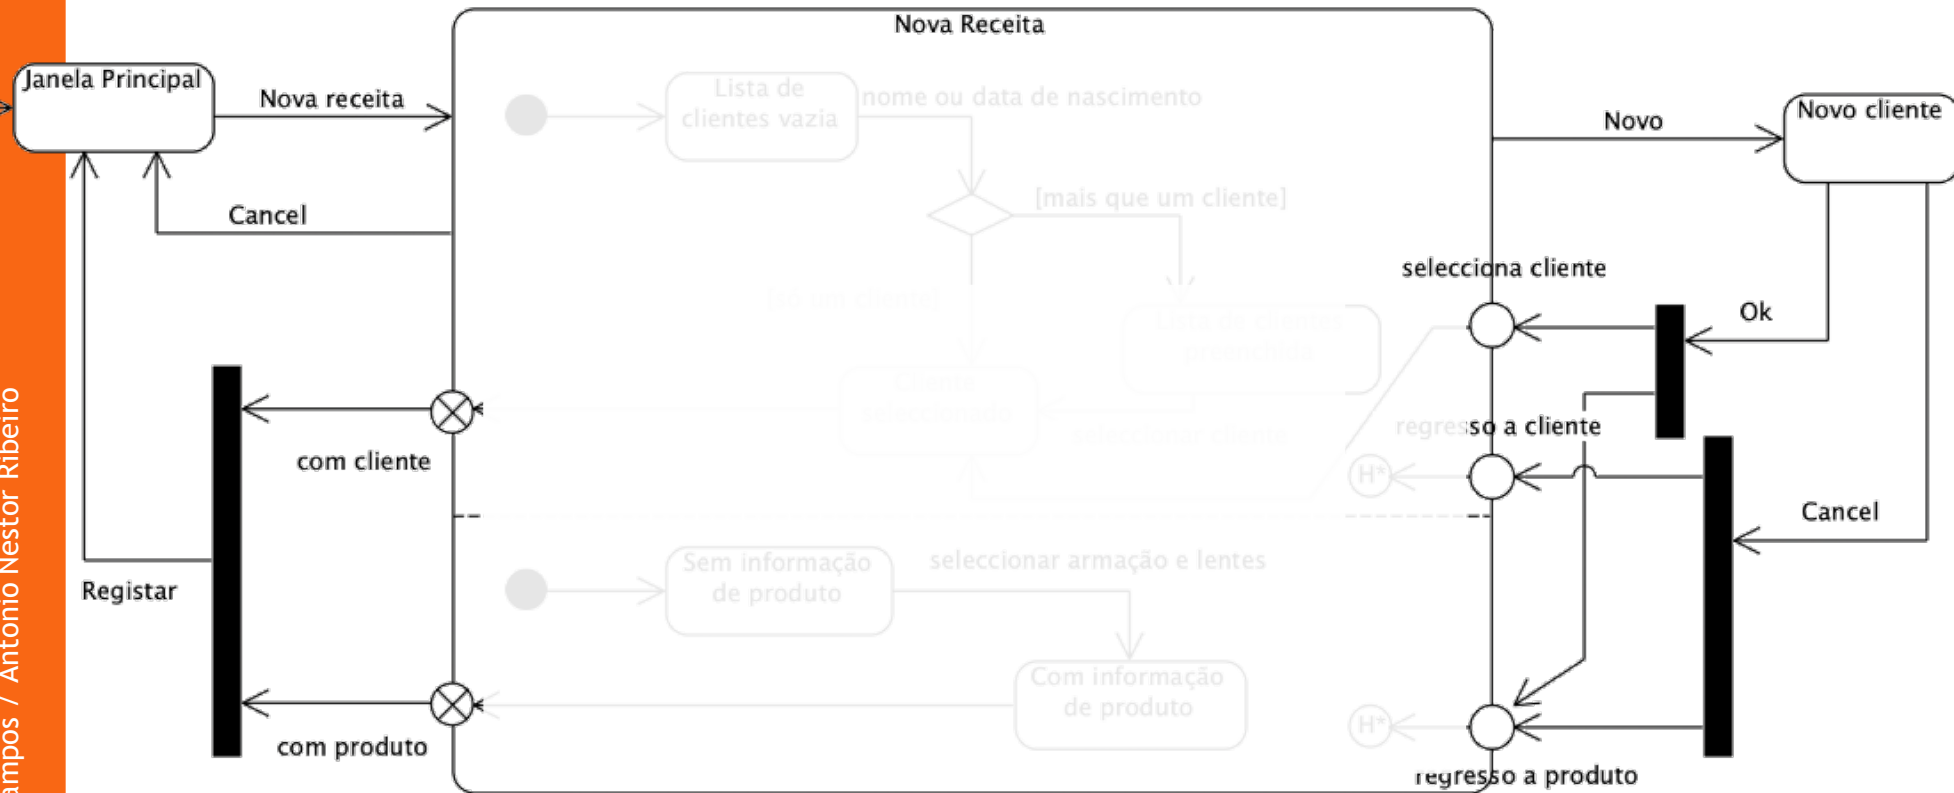 Nova Receita
Janela Principal
Nova receita
Cancel
Lista de
clientes vazia
nome ou data de nascimento
[mais que um cliente]
[só um cliente]
Lista de clientes
preenchida
Cliente
seleccionado
seleccionar cliente
Novo
Novo cliente
selecciona cliente
Ok
regresso a cliente
H*
Cancel
com cliente
Registar
Sem informação
de produto
seleccionar armação e lentes
Com informação
de produto
H*
com produto
regresso a produto
ampos / António Nestor Ribeiro